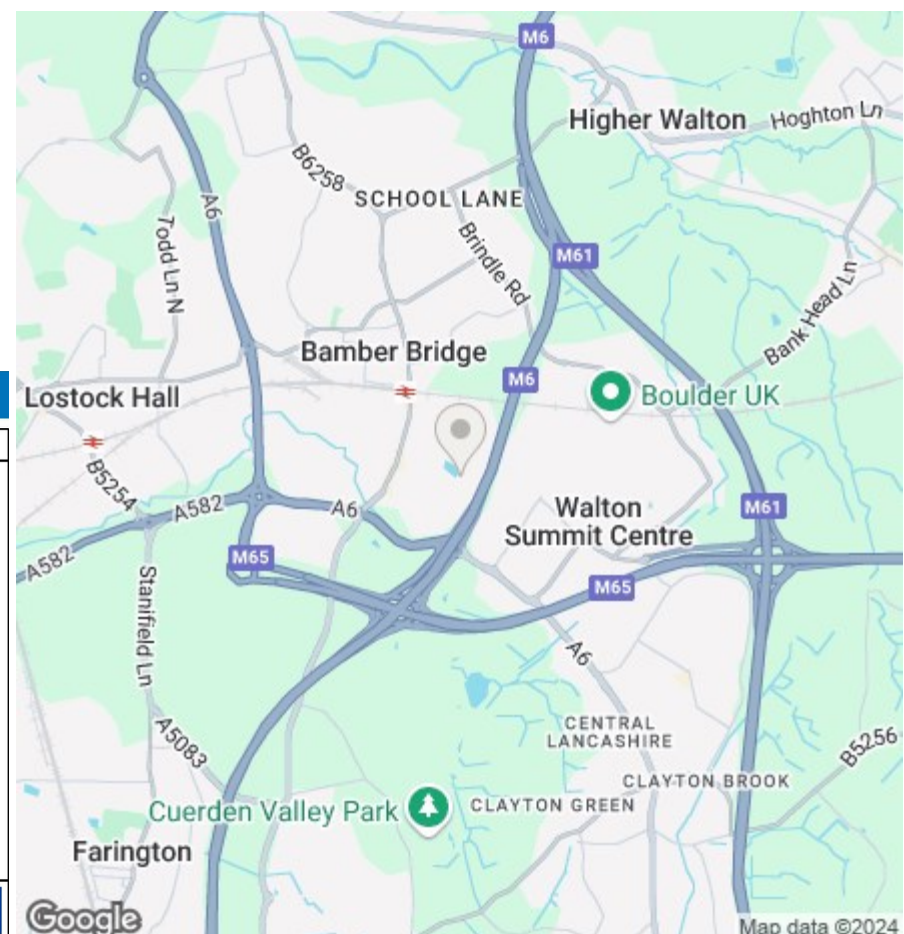 M6
Higher Walton
Hoghton Ln
B6258
SCHOOL LANE
A6
Todd Ln N
Brindle Rd
M61
Bank Head Ln
Bamber Bridge
M6
Lostock Hall
Boulder UK
B5254
A582
A6
Walton
Summit Centre
M61
A582
M65
M65
Stanifield Ln
A6
A5083
CENTRAL
LANCASHIRE
B5256
CLAYTON BROOK
Cuerden Valley Park
CLAYTON GREEN
Farington
Google
Map data ©2024